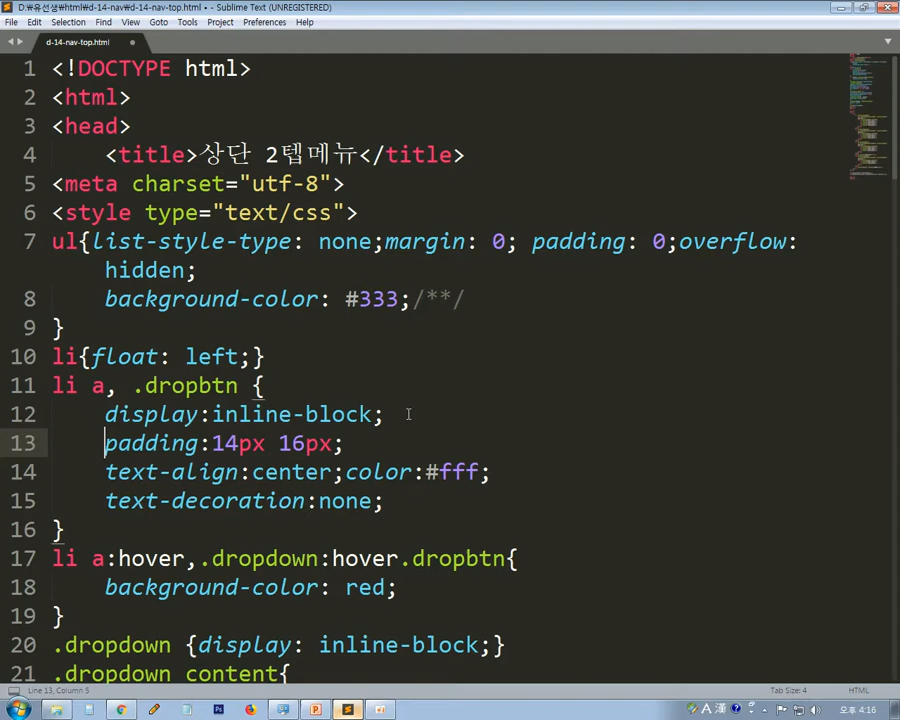 D:\유선생\html\d-14-nav\d-14-nav-top.html • - Sublime Text (UNREGISTERED)
File Edit Selection Find View Goto Tools Project Preferences Help
d-14-nav-top.html
1 <!DOCTYPE html>
2 <html>
3 <head>
4 <title>상단 2텝메뉴</title>
5 <meta charset="utf-8">
6 <style type="text/css">
7 ul{list-style-type: none;margin: 0; padding: 0;overflow:
hidden;
8 background-color: #333;/**/
9 }
10 li{float: left;}
11 li a, .dropbtn {
12 display:inline-block;
13 padding:14px 16px;
14 text-align:center;color:#fff;
15 text-decoration:none;
16 }
17 li a:hover,.dropdown:hover.dropbtn{
18 background-color: red;
19 }
20 .dropdown {display: inline-block;}
21 .dropdown content{
Line 13, Column 5 Tab Size: 4 HTML
A 漢 오후 4:16